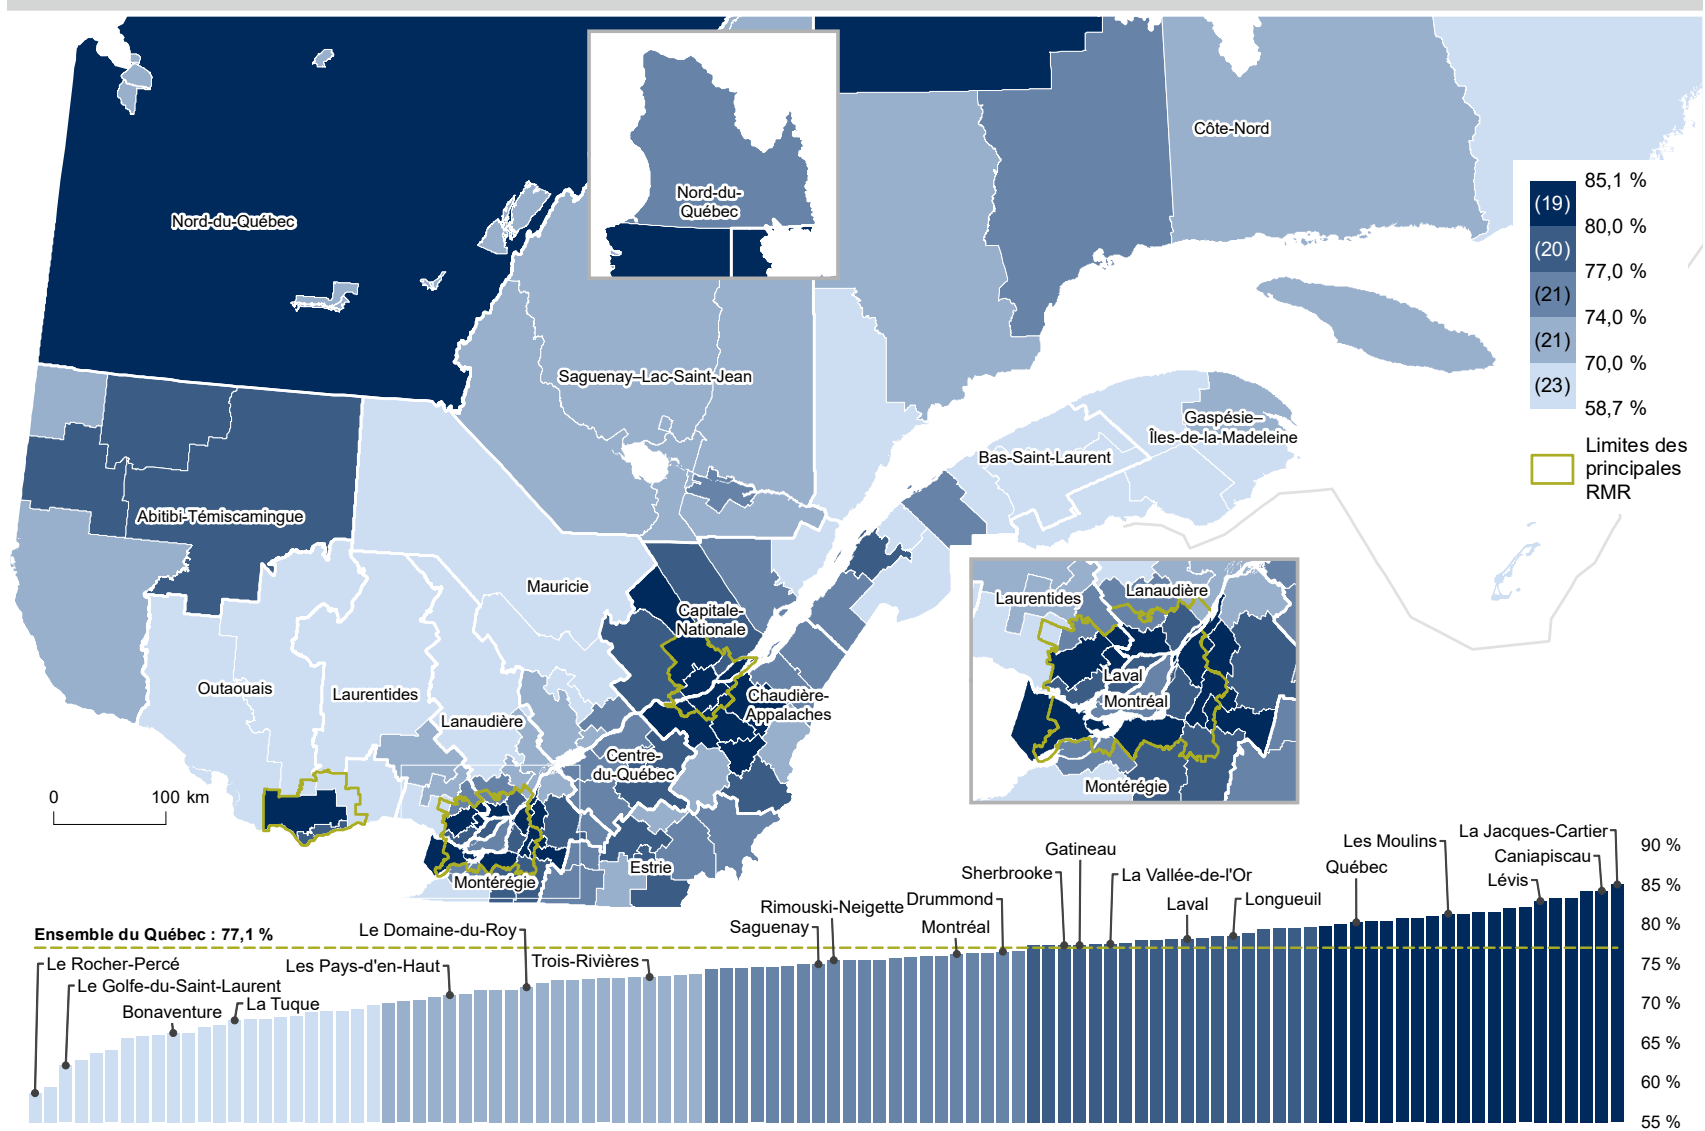 Côte-Nord
Nord-du-
Québec
Nord-du-Québec
85,1 %
(19)
80,0 %
(20)
77,0 %
(21)
74,0 %
(21)
70,0 %
(23)
58,7 %
Limites des
principales
RMR
Saguenay–Lac-Saint-Jean
Gaspésie–
Îles-de-la-Madeleine
Bas-Saint-Laurent
Abitibi-Témiscamingue
Mauricie
Capitale-
Nationale
Outaouais
Laurentides
Lanaudière
Chaudière-
Appalaches
Centre-
du-Québec
Estrie
Montérégie
Laurentides
Lanaudière
Laval
Montréal
Montérégie
0
100 km
Ensemble du Québec : 77,1 %
Le Rocher-Percé
Le Golfe-du-Saint-Laurent
Bonaventure
La Tuque
Les Pays-d'en-Haut
Le Domaine-du-Roy
Trois-Rivières
Saguenay
Rimouski-Neigette
Montréal
Drummond
Sherbrooke
Gatineau
La Vallée-de-l'Or
Laval
Longueuil
Québec
Les Moulins
Lévis
Caniapiscau
La Jacques-Cartier
90 %
85 %
80 %
75 %
70 %
65 %
60 %
55 %